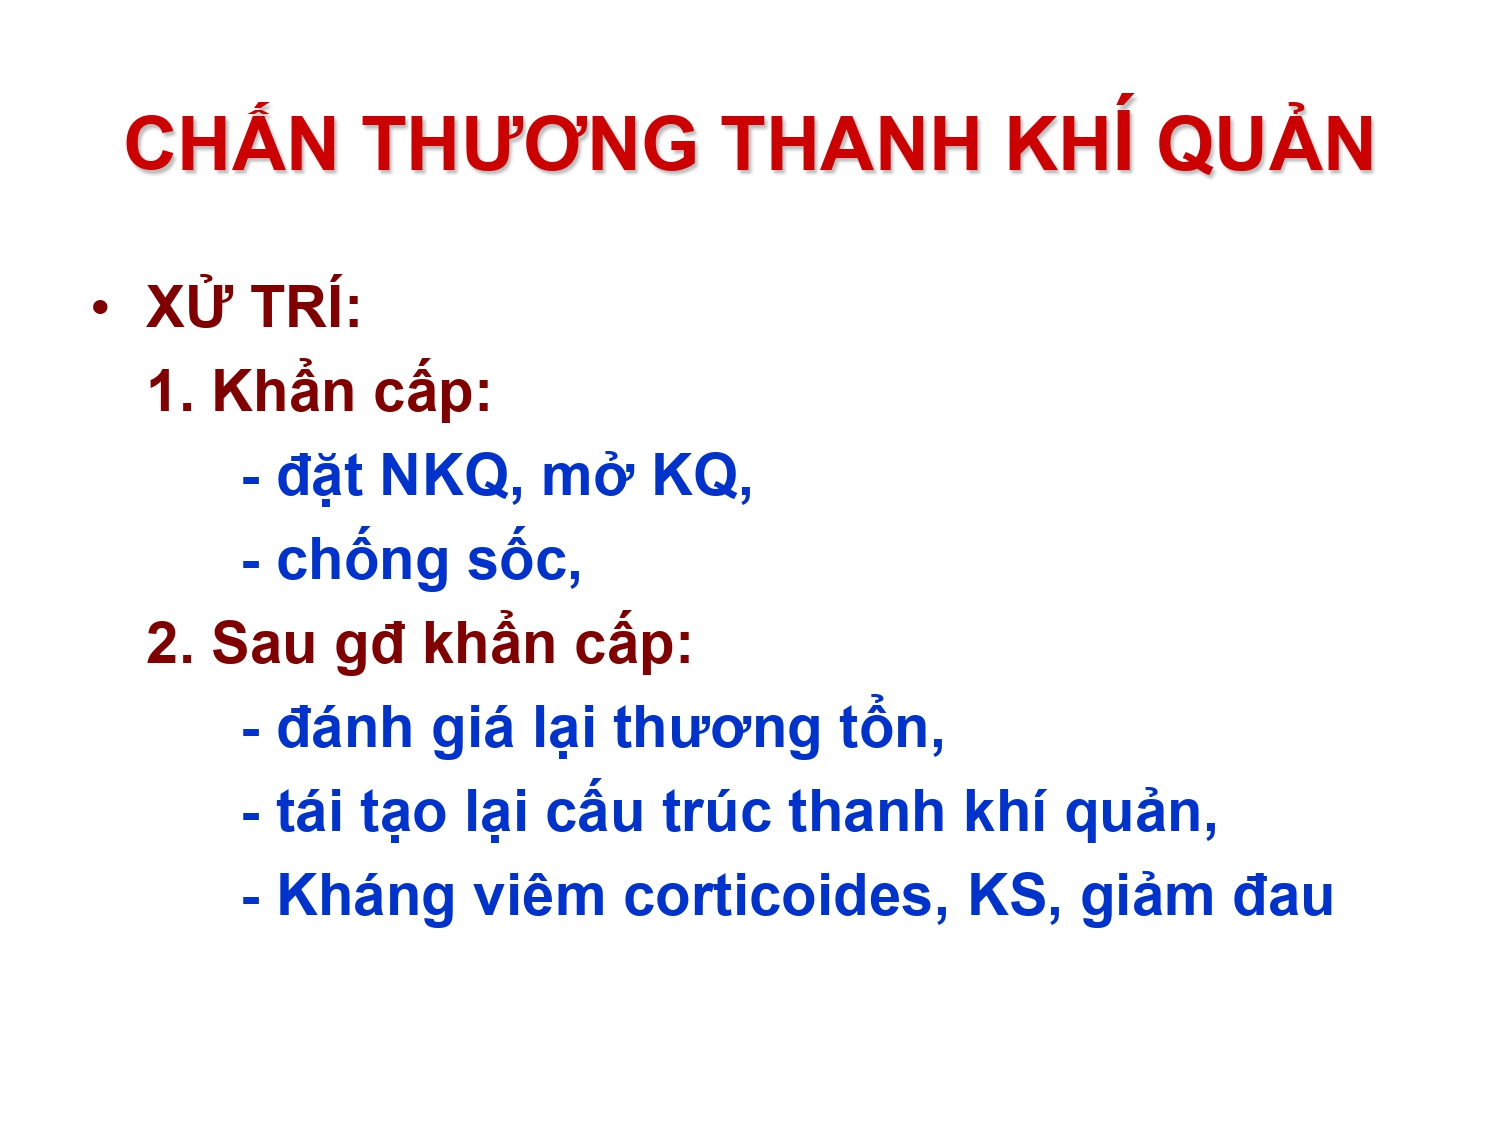 CHẤN THƯƠNG THANH KHÍ QUẢN
• XỬ TRÍ:
1. Khẩn cấp:
- đặt NKQ, mở KQ,
- chống sốc,
2. Sau gđ khẩn cấp:
- đánh giá lại thương tổn,
- tái tạo lại cấu trúc thanh khí quản,
- Kháng viêm corticoides, KS, giảm đau